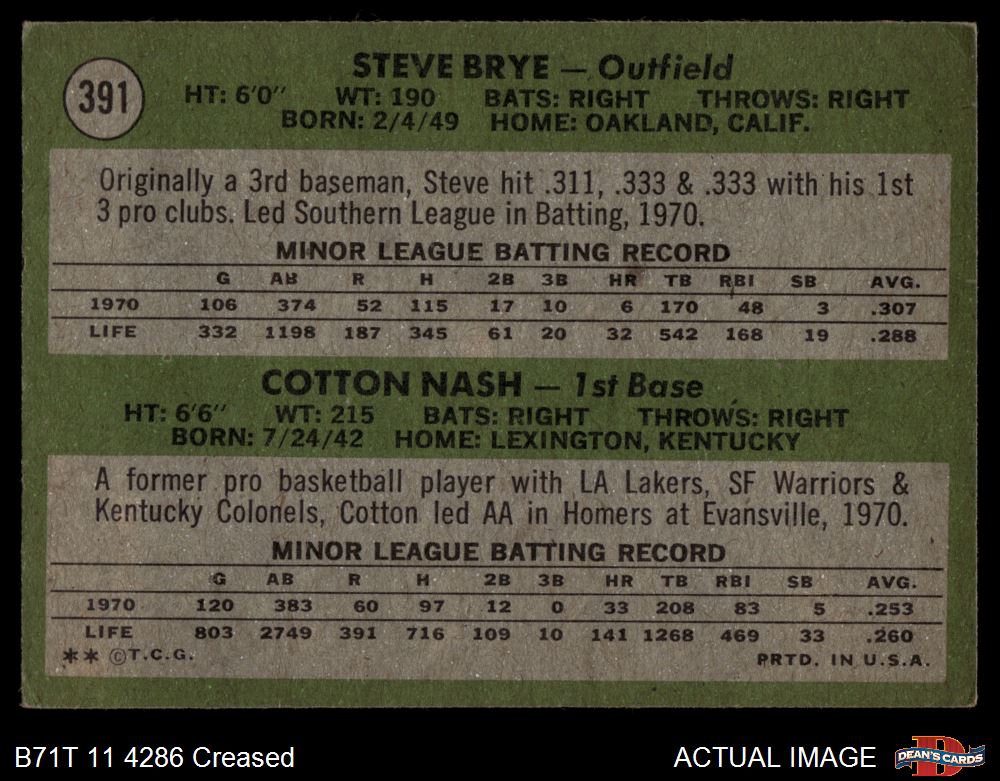 391
STEVE BRYE — Outfield
HT: 6'0" WT: 190 BATS: RIGHT THROWS: RIGHT
BORN: 2/4/49 HOME: OAKLAND, CALIF.
Originally a 3rd baseman, Steve hit .311, .333 & .333 with his 1st
3 pro clubs. Led Southern League in Batting, 1970.
MINOR LEAGUE BATTING RECORD
G AB R H 2B 3B HR TB RBI SB AVG.
1970 106 374 52 115 17 10 6 170 48 3 .307
LIFE 332 1198 187 345 61 20 32 542 168 19 .288
COTTON NASH — 1st Base
HT: 6'6" WT: 215 BATS: RIGHT THROWS: RIGHT
BORN: 7/24/42 HOME: LEXINGTON, KENTUCKY
A former pro basketball player with LA Lakers, SF Warriors &
Kentucky Colonels, Cotton led AA in Homers at Evansville, 1970.
MINOR LEAGUE BATTING RECORD
G AB R H 2B 3B HR TB RBI SB AVG.
1970 120 383 60 97 12 0 33 208 83 5 .253
LIFE 803 2749 391 716 109 10 141 1268 469 33 .260
** ©T.C.G. PRTD. IN U.S.A.
B71T 11 4286 Creased ACTUAL IMAGE D DEAN'S CARDS